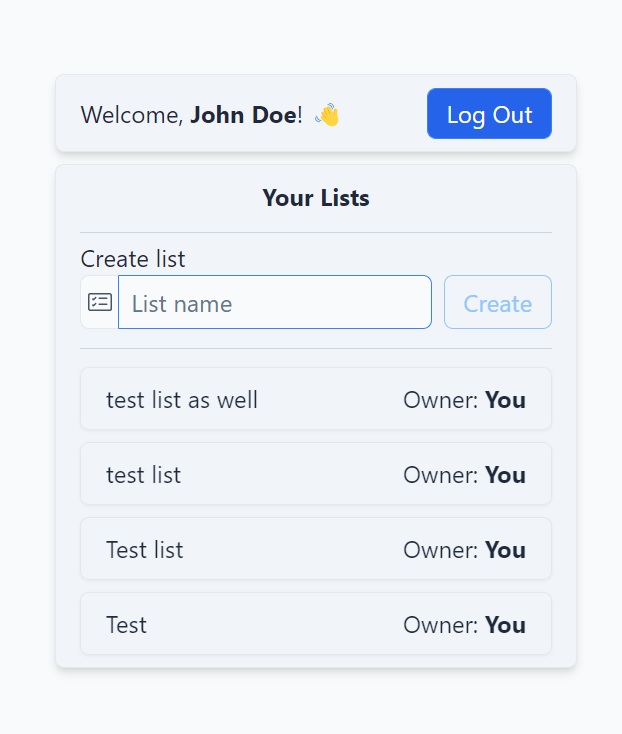 Welcome, John Doe! 👋 Log Out
Your Lists
Create list
List name Create
test list as well Owner: You
test list Owner: You
Test list Owner: You
Test Owner: You